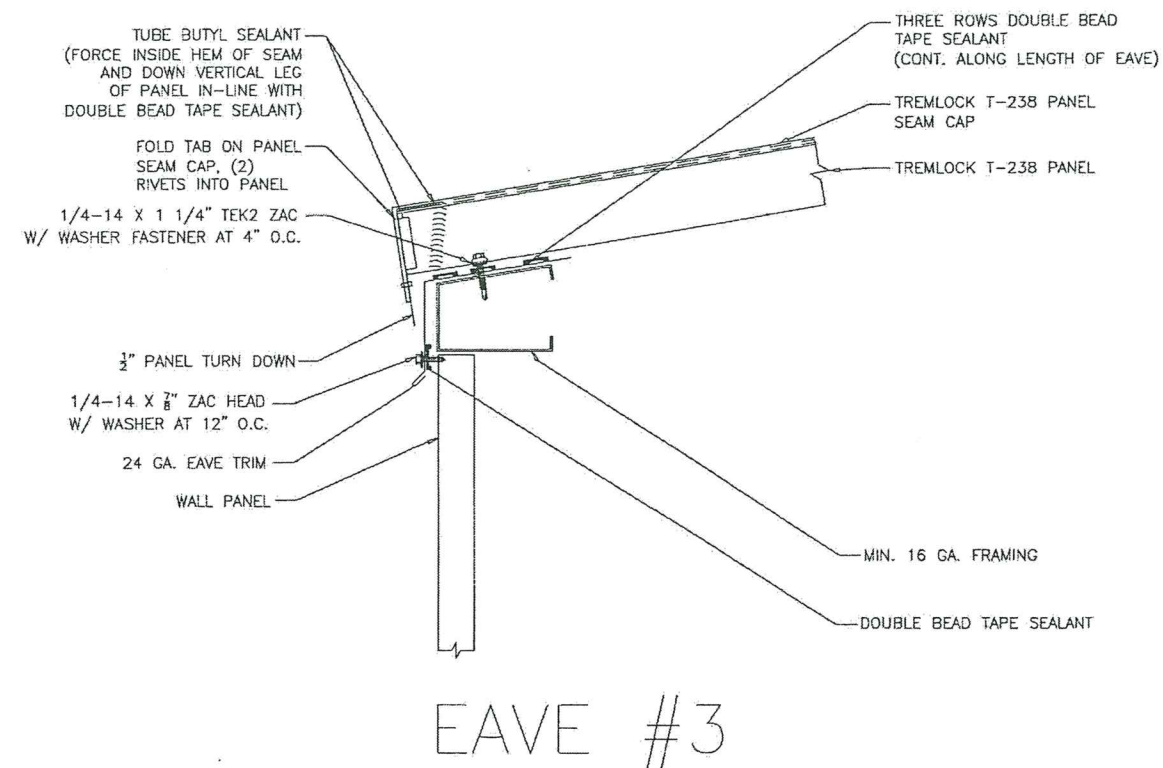 TUBE BUTYL SEALANT
(FORCE INSIDE HEM OF SEAM
AND DOWN VERTICAL LEG
OF PANEL IN-LINE WITH
DOUBLE BEAD TAPE SEALANT)
FOLD TAB ON PANEL
SEAM CAP, (2)
RIVETS INTO PANEL
1/4-14 X 1 1/4" TEK2 ZAC
W/ WASHER FASTENER AT 4" O.C.
½" PANEL TURN DOWN
1/4-14 X ⅞" ZAC HEAD
W/ WASHER AT 12" O.C.
24 GA. EAVE TRIM
WALL PANEL
THREE ROWS DOUBLE BEAD
TAPE SEALANT
(CONT. ALONG LENGTH OF EAVE)
TREMLOCK T-238 PANEL
SEAM CAP
TREMLOCK T-238 PANEL
MIN. 16 GA. FRAMING
DOUBLE BEAD TAPE SEALANT
EAVE #3